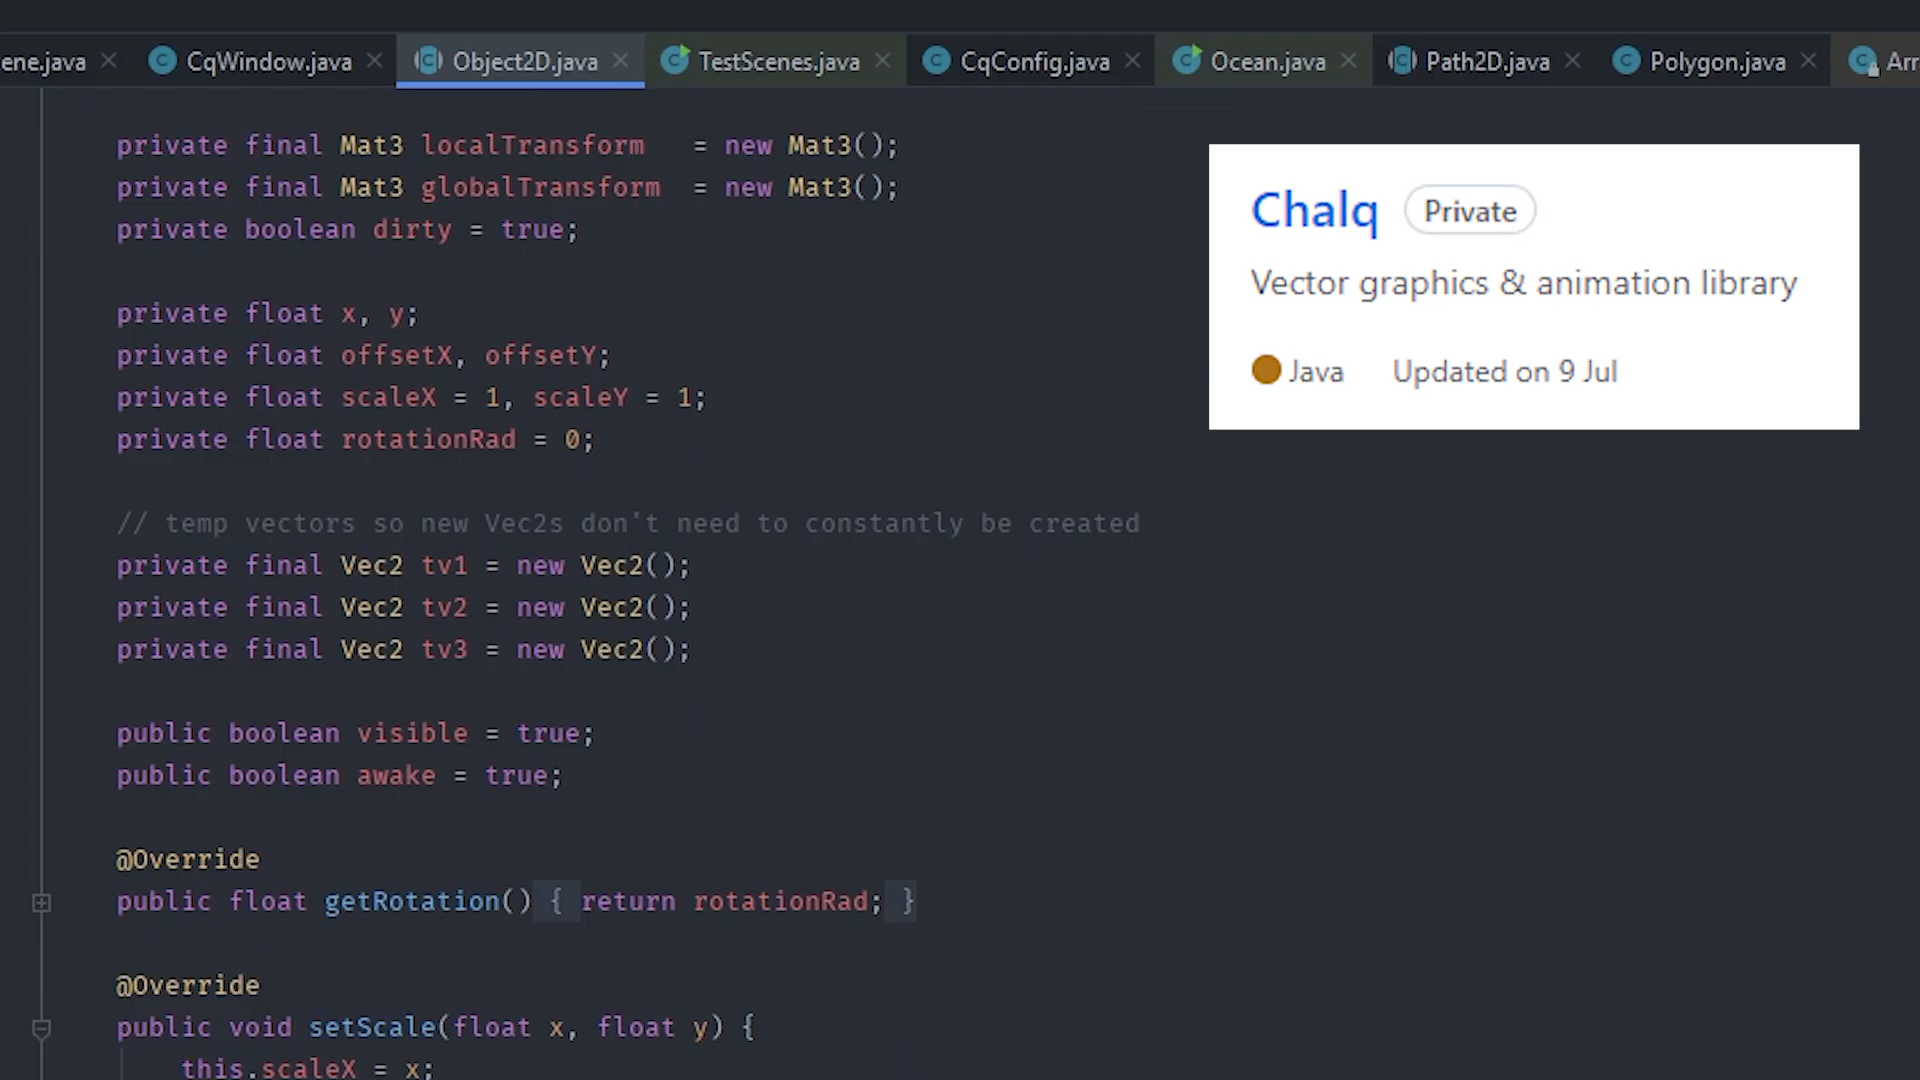 ene.java CqWindow.java Object2D.java TestScenes.java CqConfig.java Ocean.java Path2D.java Polygon.java Arr
private final Mat3 localTransform = new Mat3();
private final Mat3 globalTransform = new Mat3();
private boolean dirty = true;
private float x, y;
private float offsetX, offsetY;
private float scaleX = 1, scaleY = 1;
private float rotationRad = 0;
// temp vectors so new Vec2s don't need to constantly be created
private final Vec2 tv1 = new Vec2();
private final Vec2 tv2 = new Vec2();
private final Vec2 tv3 = new Vec2();
public boolean visible = true;
public boolean awake = true;
@Override
public float getRotation() { return rotationRad; }
@Override
public void setScale(float x, float y) {
this.scaleX = x;
Chalq Private
Vector graphics & animation library
Java Updated on 9 Jul